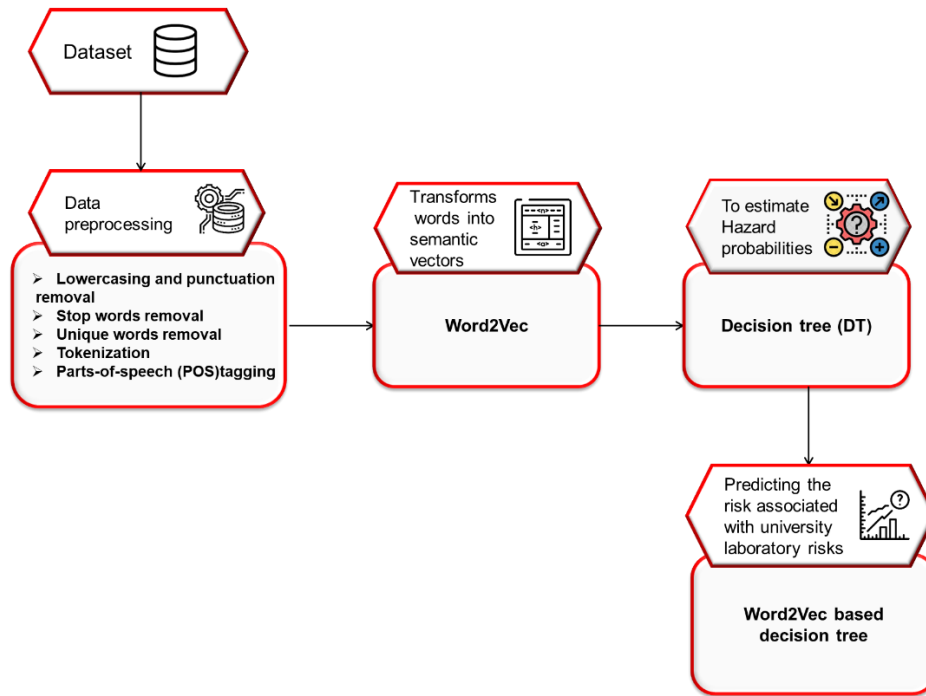 Dataset
Data
preprocessing
➢ Lowercasing and punctuation
removal
➢ Stop words removal
➢ Unique words removal
➢ Tokenization
➢ Parts-of-speech (POS)tagging
Transforms
words into
semantic
vectors
<n>
<h>
<a>
Word2Vec
To estimate
Hazard
probabilities
?
Decision tree (DT)
Predicting the
risk associated
with university
laboratory risks
?
Word2Vec based
decision tree